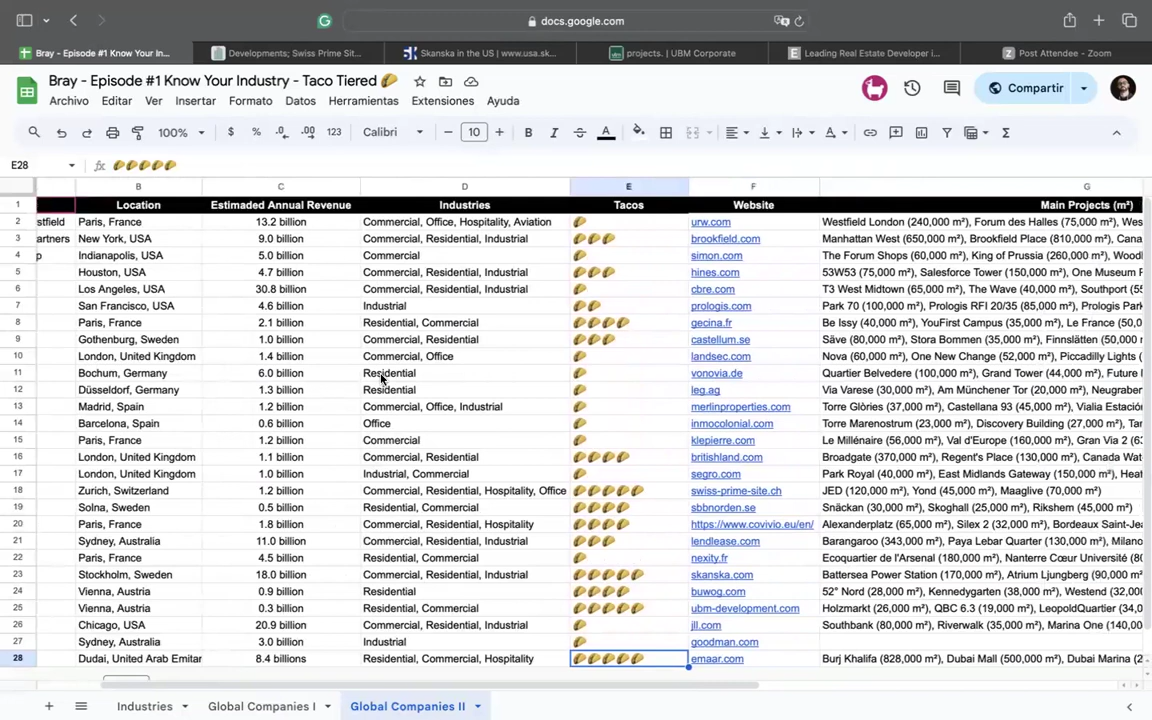 docs.google.com
Bray - Episode #1 Know Your In...
Developments; Swiss Prime Sit...
Skanska in the US | www.usa.sk...
projects. | UBM Corporate
Leading Real Estate Developer i...
Post Attendee - Zoom
Bray - Episode #1 Know Your Industry - Taco Tiered 🌮
Archivo Editar Ver Insertar Formato Datos Herramientas Extensiones Ayuda
Compartir
100% $ % .0 .00 123 Calibri 10
E28 fx 🌮🌮🌮🌮🌮
B C D E F G
1 Location Estimaded Annual Revenue Industries Tacos Website Main Projects (m²)
2 stfield Paris, France 13.2 billion Commercial, Office, Hospitality, Aviation 🌮 urw.com Westfield London (240,000 m²), Forum des Halles (75,000 m²), Wes
3 artners New York, USA 9.0 billion Commercial, Residential, Industrial 🌮🌮🌮 brookfield.com Manhattan West (650,000 m²), Brookfield Place (810,000 m²), Cana
4 p Indianapolis, USA 5.0 billion Commercial 🌮 simon.com The Forum Shops (60,000 m²), King of Prussia (260,000 m²), Wood
5 Houston, USA 4.7 billion Commercial, Residential, Industrial 🌮🌮🌮 hines.com 53W53 (75,000 m²), Salesforce Tower (150,000 m²), One Museum P
6 Los Angeles, USA 30.8 billion Commercial, Residential, Industrial 🌮 cbre.com T3 West Midtown (65,000 m²), The Wave (40,000 m²), Southport (55
7 San Francisco, USA 4.6 billion Industrial 🌮🌮 prologis.com Park 70 (100,000 m²), Prologis RFI 20/35 (85,000 m²), Prologis Park
8 Paris, France 2.1 billion Residential, Commercial 🌮🌮🌮🌮 gecina.fr Be Issy (40,000 m²), YouFirst Campus (35,000 m²), Le France (50,0
9 Gothenburg, Sweden 1.0 billion Commercial, Residential 🌮🌮🌮 castellum.se Säve (80,000 m²), Stora Bommen (35,000 m²), Finnslätten (50,000
10 London, United Kingdom 1.4 billion Commercial, Office 🌮 landsec.com Nova (60,000 m²), One New Change (52,000 m²), Piccadilly Lights (
11 Bochum, Germany 6.0 billion Residential 🌮 vonovia.de Quartier Belvedere (100,000 m²), Grand Tower (44,000 m²), Future
12 Düsseldorf, Germany 1.3 billion Residential 🌮 leg.ag Via Varese (30,000 m²), Am Münchener Tor (20,000 m²), Neugraben
13 Madrid, Spain 1.2 billion Commercial, Office, Industrial 🌮 merlinproperties.com Torre Glòries (37,000 m²), Castellana 93 (45,000 m²), Vialia Estació
14 Barcelona, Spain 0.6 billion Office 🌮 inmocolonial.com Torre Marenostrum (23,000 m²), Discovery Building (27,000 m²), Tan
15 Paris, France 1.2 billion Commercial 🌮 klepierre.com Le Millénaire (56,000 m²), Val d'Europe (160,000 m²), Gran Via 2 (6
16 London, United Kingdom 1.1 billion Commercial, Residential 🌮🌮🌮🌮 britishland.com Broadgate (370,000 m²), Regent's Place (130,000 m²), Canada Wa
17 London, United Kingdom 1.0 billion Industrial, Commercial 🌮 segro.com Park Royal (40,000 m²), East Midlands Gateway (150,000 m²), Heat
18 Zurich, Switzerland 1.2 billion Commercial, Residential, Hospitality, Office 🌮🌮🌮🌮🌮 swiss-prime-site.ch JED (120,000 m²), Yond (45,000 m²), Maaglive (70,000 m²)
19 Solna, Sweden 0.5 billion Residential, Commercial 🌮🌮🌮🌮 sbbnorden.se Snäckan (30,000 m²), Skoghall (25,000 m²), Rikshem (45,000 m²)
20 Paris, France 1.8 billion Commercial, Residential, Hospitality 🌮🌮🌮🌮 https://www.covivio.eu/en/ Alexanderplatz (65,000 m²), Silex 2 (32,000 m²), Bordeaux Saint-Je
21 Sydney, Australia 11.0 billion Commercial, Residential, Industrial 🌮🌮🌮 lendlease.com Barangaroo (343,000 m²), Paya Lebar Quarter (130,000 m²), Milano
22 Paris, France 4.5 billion Residential, Commercial 🌮 nexity.fr Ecoquartier de l'Arsenal (180,000 m²), Nanterre Cœur Université (8
23 Stockholm, Sweden 18.0 billion Commercial, Residential, Industrial 🌮🌮🌮🌮🌮 skanska.com Battersea Power Station (170,000 m²), Atrium Ljungberg (90,000 m
24 Vienna, Austria 0.9 billion Residential 🌮🌮🌮🌮 buwog.com 52° Nord (28,000 m²), Kennedygarten (38,000 m²), Westend (32,00
25 Vienna, Austria 0.3 billion Residential, Commercial 🌮🌮🌮🌮🌮 ubm-development.com Holzmarkt (26,000 m²), QBC 6.3 (19,000 m²), LeopoldQuartier (34,0
26 Chicago, USA 20.9 billion Commercial, Residential, Industrial 🌮 jll.com Southbank (80,000 m²), Riverwalk (35,000 m²), Marina One (140,00
27 Sydney, Australia 3.0 billion Industrial 🌮 goodman.com
28 Dudai, United Arab Emitar 8.4 billions Residential, Commercial, Hospitality 🌮🌮🌮🌮🌮 emaar.com Burj Khalifa (828,000 m²), Dubai Mall (500,000 m²), Dubai Marina (2
Industries Global Companies I Global Companies II